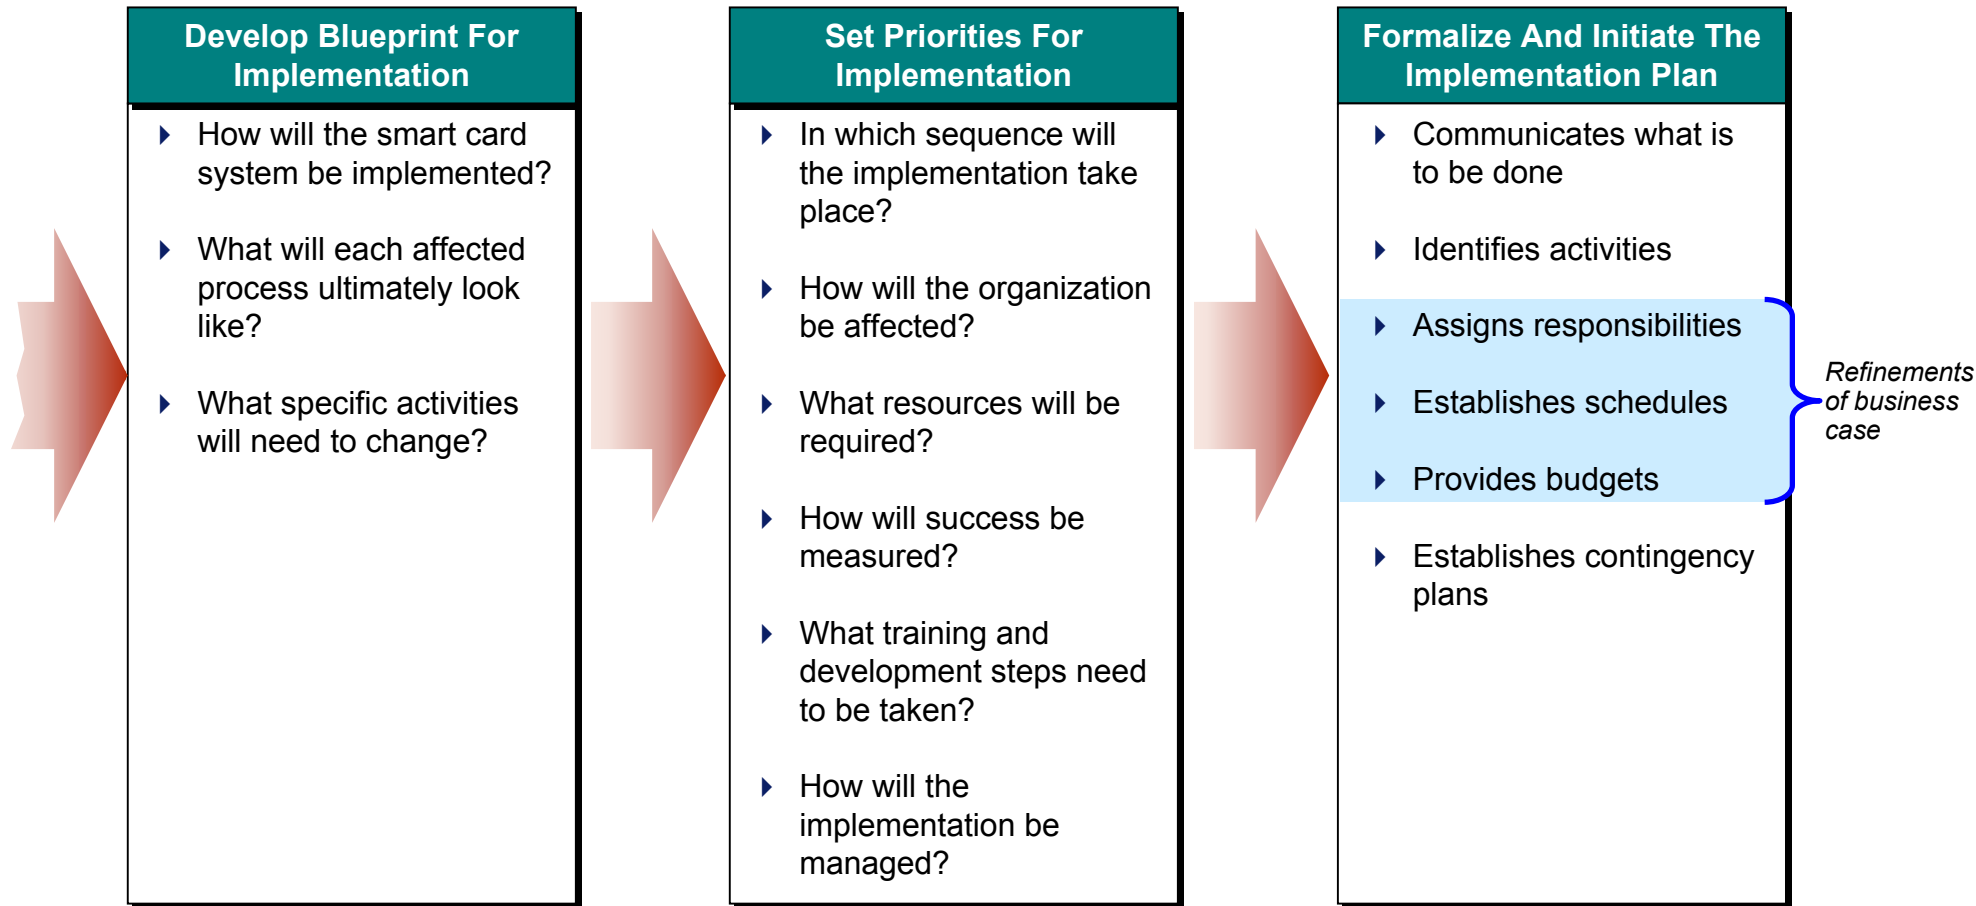 Develop Blueprint For
Implementation
How will the smart card
system be implemented?
What will each affected
process ultimately look
like?
What specific activities
will need to change?
Set Priorities For
Implementation
In which sequence will
the implementation take
place?
How will the organization
be affected?
What resources will be
required?
How will success be
measured?
What training and
development steps need
to be taken?
How will the
implementation be
managed?
Formalize And Initiate The
Implementation Plan
Communicates what is
to be done
Identifies activities
Assigns responsibilities
Establishes schedules
Provides budgets
Establishes contingency
plans
Refinements
of business
case